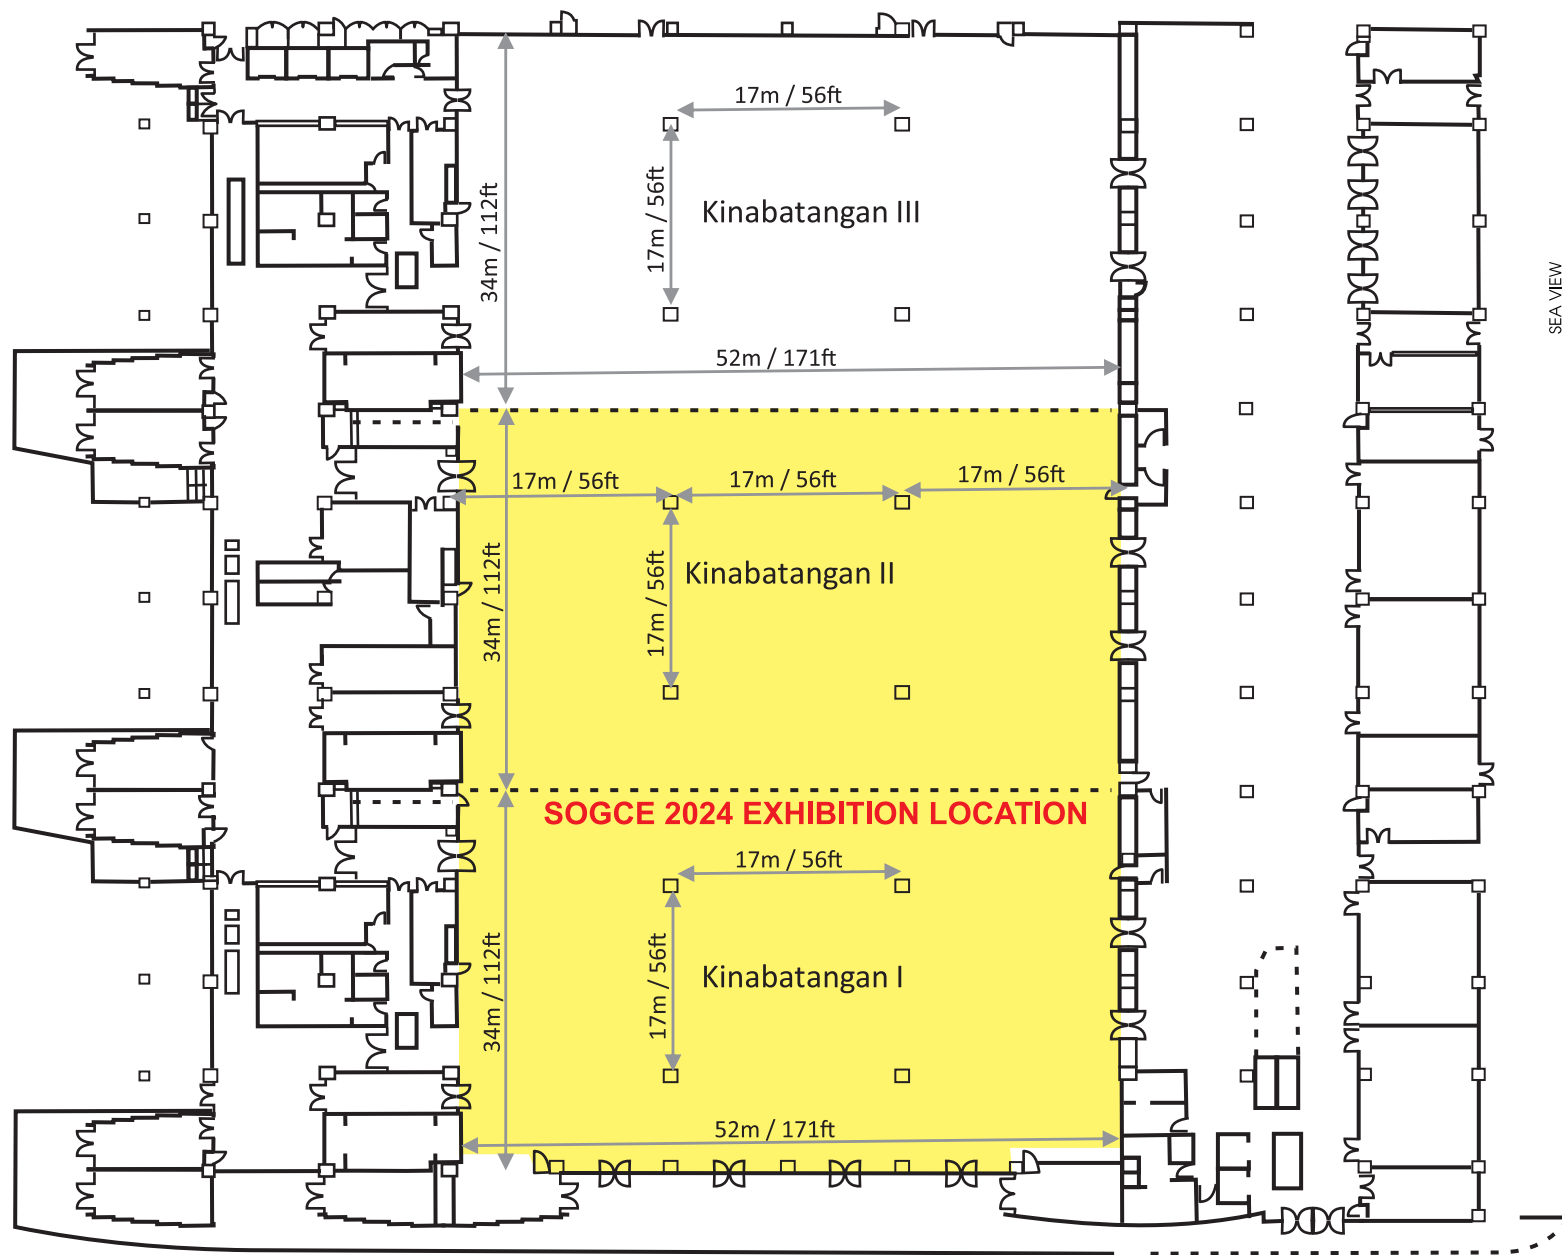 17m / 56ft
17m / 56ft
Kinabatangan III
34m / 112ft
SEA VIEW
52m / 171ft
17m / 56ft
17m / 56ft
17m / 56ft
17m / 56ft
Kinabatangan II
34m / 112ft
SOGCE 2024 EXHIBITION LOCATION
17m / 56ft
17m / 56ft
Kinabatangan I
34m / 112ft
52m / 171ft